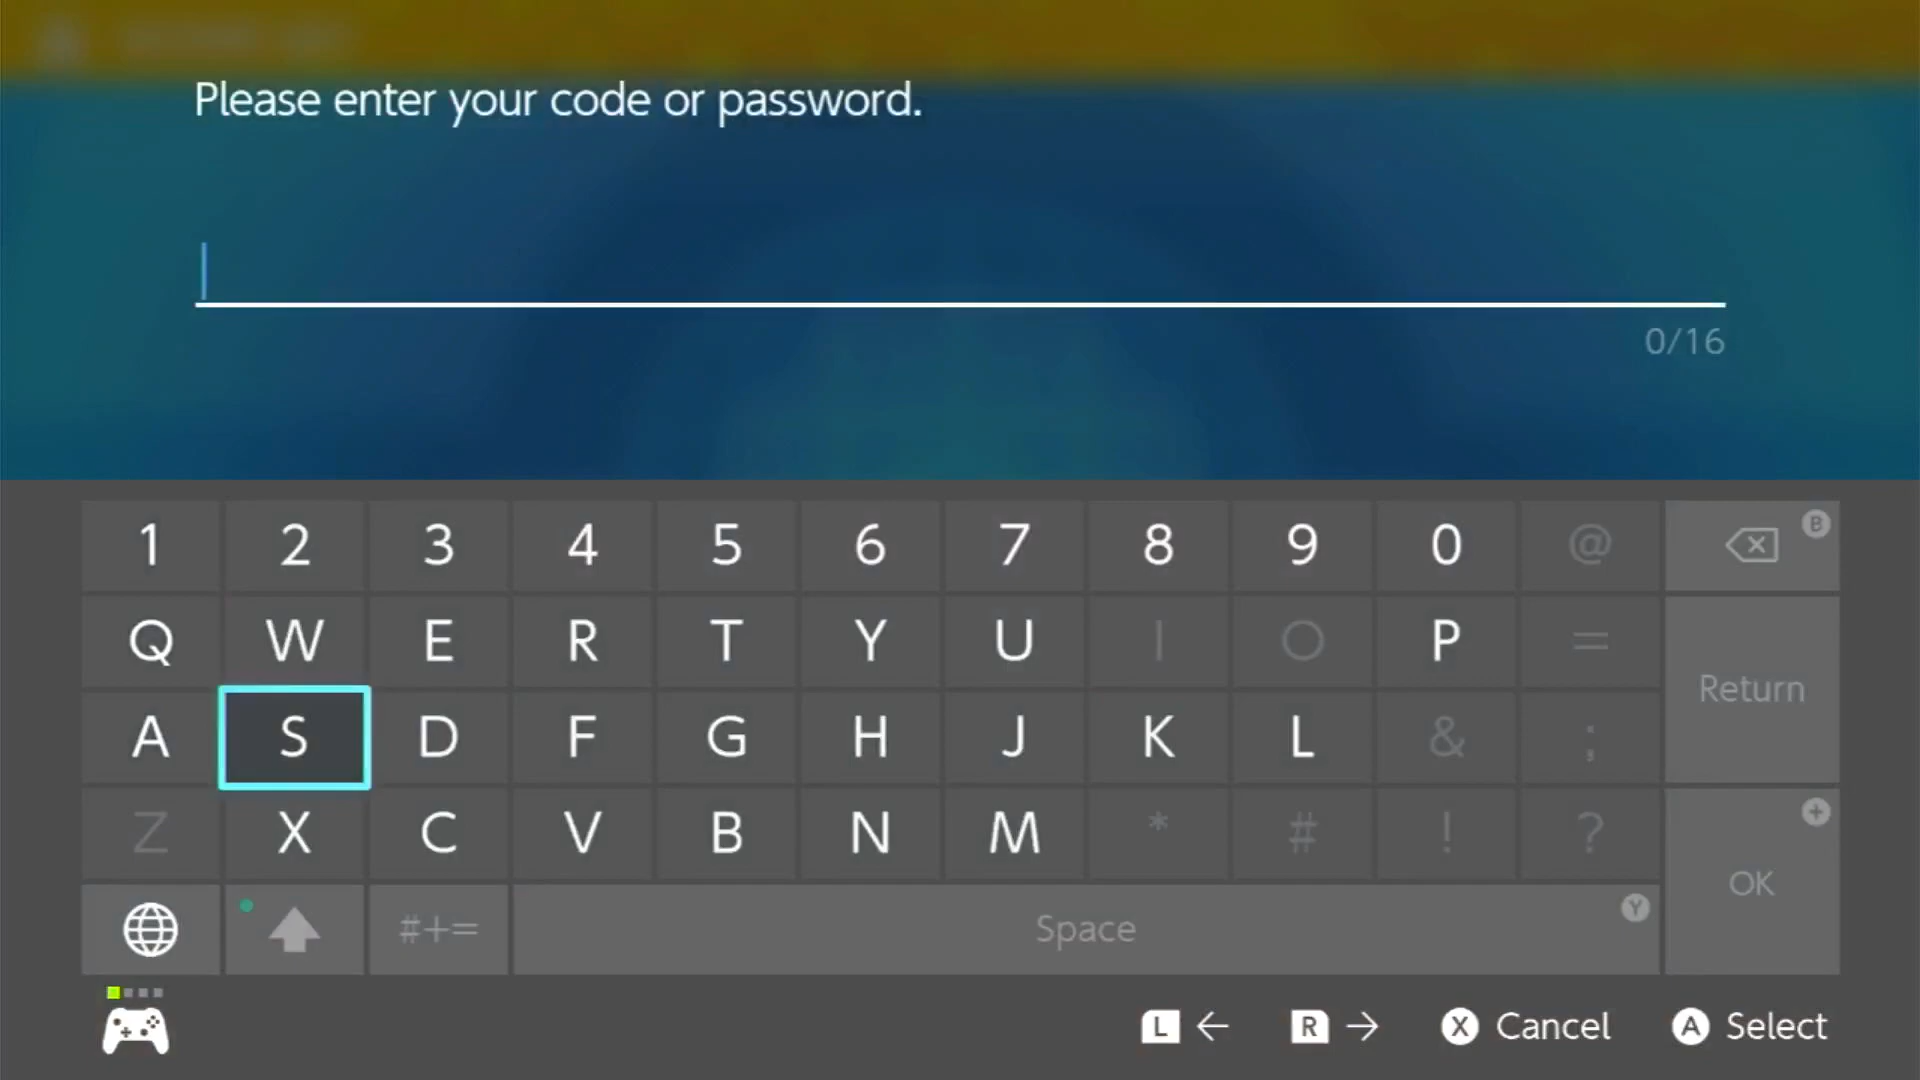 Please enter your code or password.
0/16
1 2 3 4 5 6 7 8 9 0 @ B
Q W E R T Y U I O P = Return
A S D F G H J K L & ;
Z X C V B N M * # ! ? + OK
#+= Space Y
L ← R → X Cancel A Select